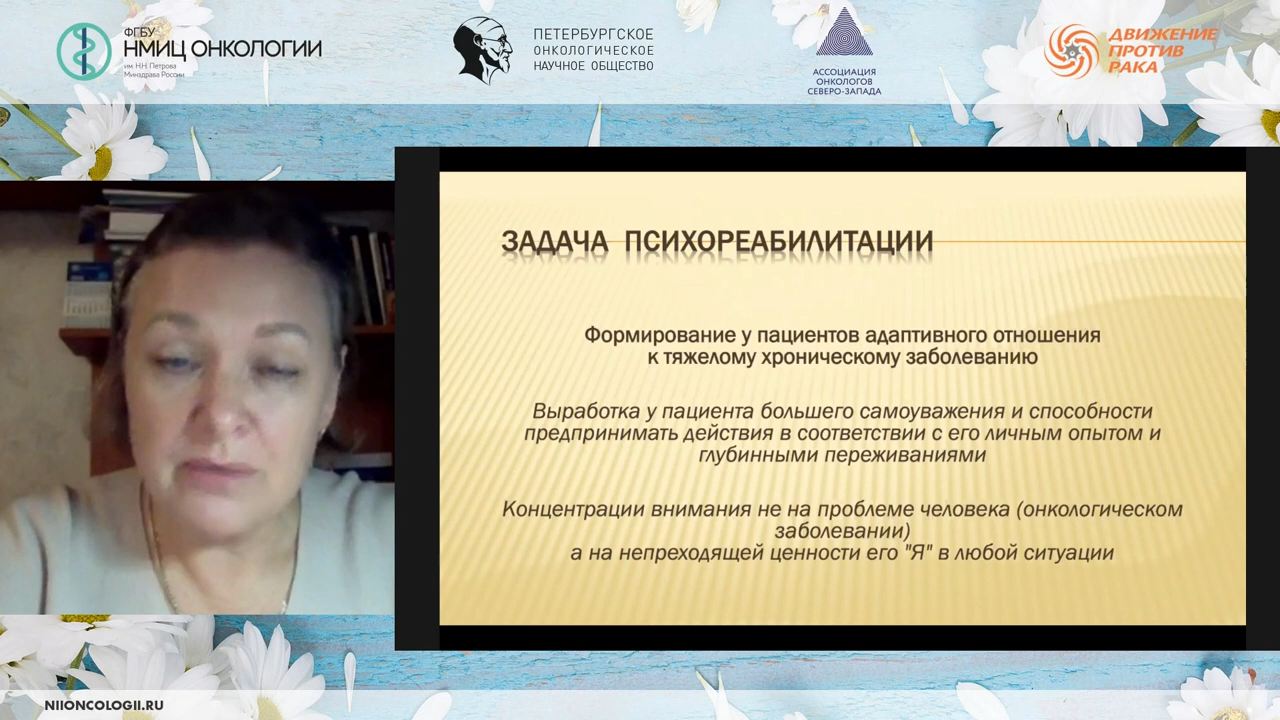 ФГБУ
НМИЦ ОНКОЛОГИИ
им. Н.Н. Петрова
Минздрава России
ПЕТЕРБУРГСКОЕ
ОНКОЛОГИЧЕСКОЕ
НАУЧНОЕ ОБЩЕСТВО
АССОЦИАЦИЯ
ОНКОЛОГОВ
СЕВЕРО-ЗАПАДА
ДВИЖЕНИЕ
ПРОТИВ
РАКА
ЗАДАЧА ПСИХОРЕАБИЛИТАЦИИ
Формирование у пациентов адаптивного отношения
к тяжелому хроническому заболеванию
Выработка у пациента большего самоуважения и способности
предпринимать действия в соответствии с его личным опытом и
глубинными переживаниями
Концентрации внимания не на проблеме человека (онкологическом
заболевании)
а на непреходящей ценности его "Я" в любой ситуации
NIIONCOLOGII.RU